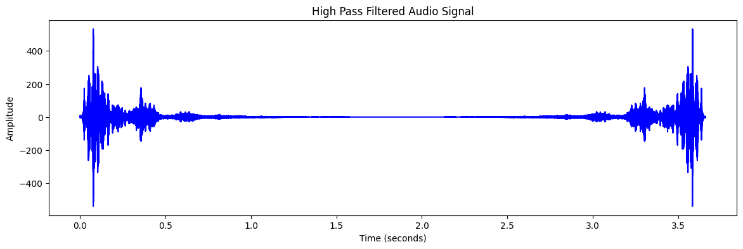 High Pass Filtered Audio Signal
Amplitude
400
200
0
−200
−400
0.0 0.5 1.0 1.5 2.0 2.5 3.0 3.5
Time (seconds)